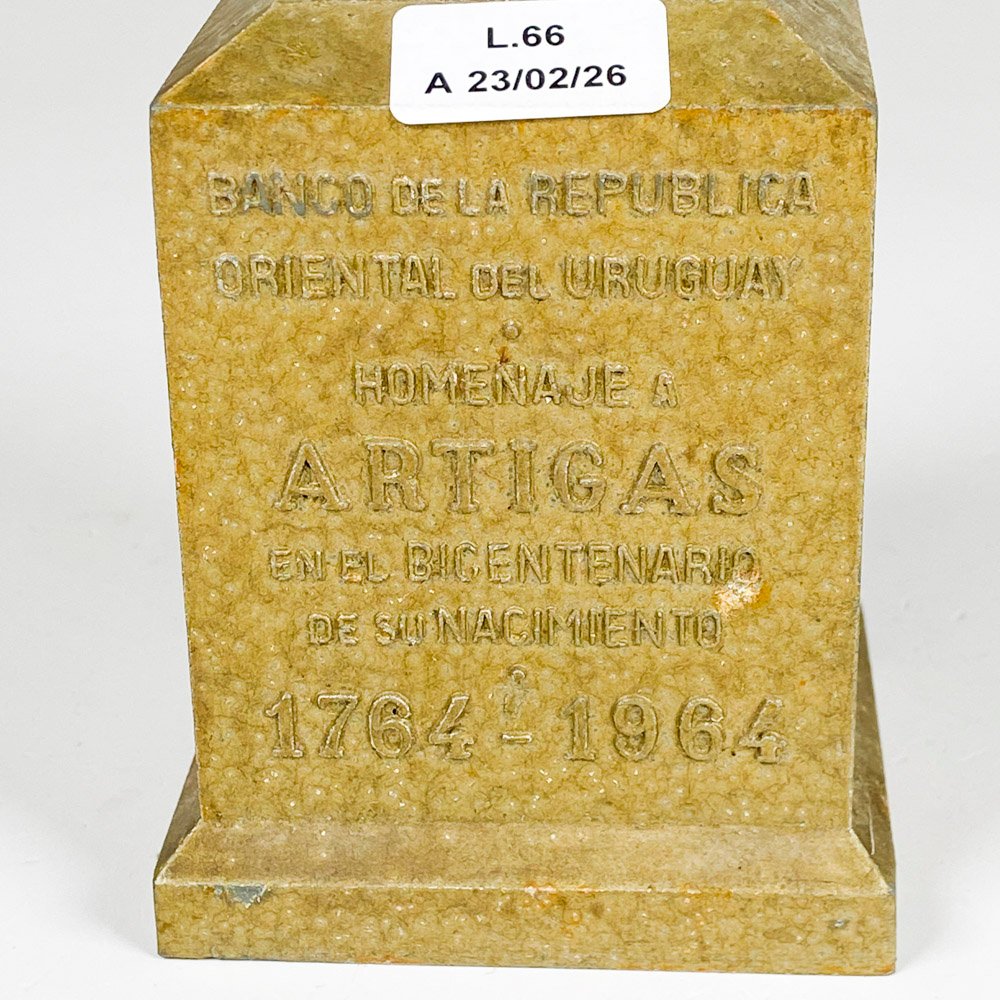 L.66
A 23/02/26
BANCO DE LA REPUBLICA
ORIENTAL DEL URUGUAY
HOMENAJE A
ARTIGAS
EN EL BICENTENARIO
DE SU NACIMIENTO
1764 - 1964